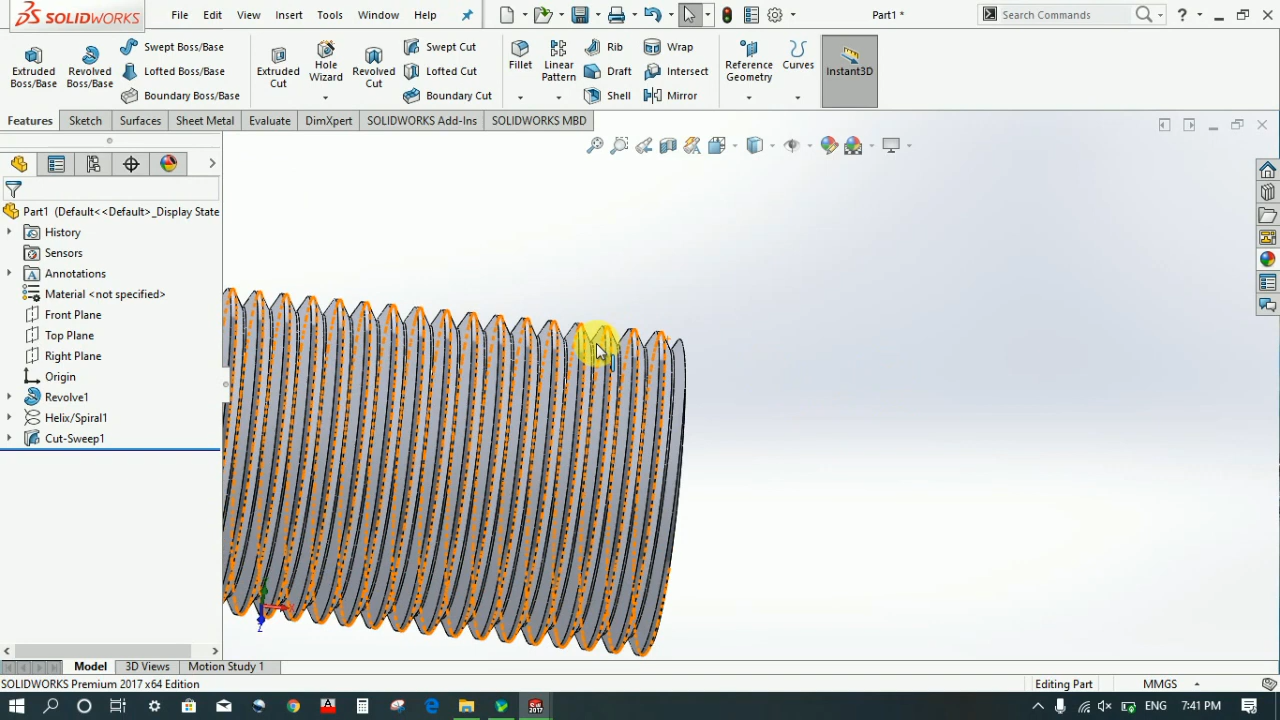 SOLIDWORKS
File Edit View Insert Tools Window Help
Part1 *
Search Commands
?
Extruded Boss/Base
Revolved Boss/Base
Swept Boss/Base
Lofted Boss/Base
Boundary Boss/Base
Extruded Cut
Hole Wizard
Revolved Cut
Swept Cut
Lofted Cut
Boundary Cut
Fillet
Linear Pattern
Rib
Draft
Shell
Wrap
Intersect
Mirror
Reference Geometry
Curves
Instant3D
Features Sketch Surfaces Sheet Metal Evaluate DimXpert SOLIDWORKS Add-Ins SOLIDWORKS MBD
Part1 (Default<<Default>_Display State
History
Sensors
Annotations
Material <not specified>
Front Plane
Top Plane
Right Plane
Origin
Revolve1
Helix/Spiral1
Cut-Sweep1
Z
Model 3D Views Motion Study 1
SOLIDWORKS Premium 2017 x64 Edition
Editing Part
MMGS
ENG 7:41 PM